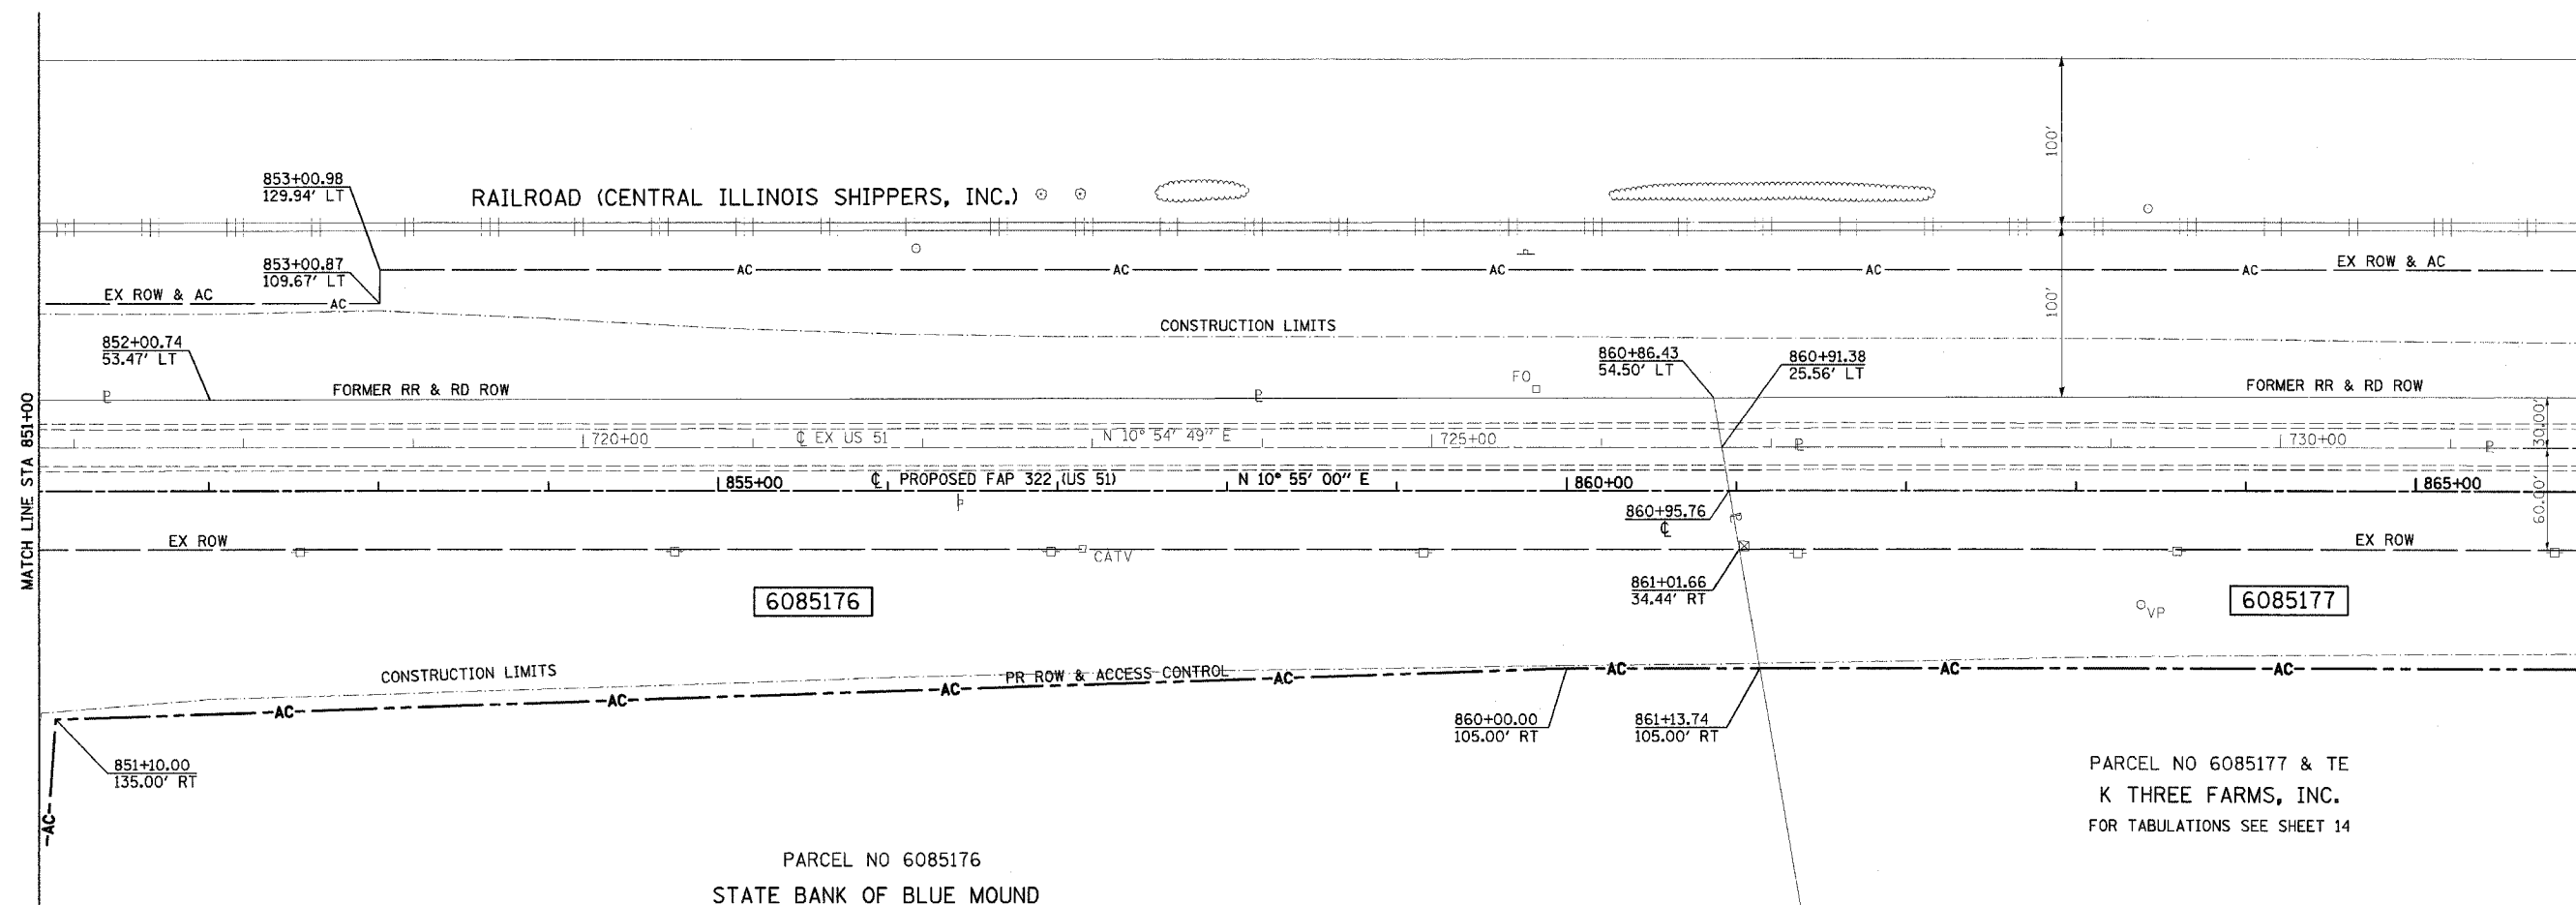 100'
853+00.98
129.94' LT
RAILROAD (CENTRAL ILLINOIS SHIPPERS, INC.)
853+00.87
109.67' LT
AC
AC
AC
AC
AC
EX ROW & AC
EX ROW & AC
AC
100'
CONSTRUCTION LIMITS
852+00.74
53.47' LT
860+86.43
54.50' LT
860+91.38
25.56' LT
FO
FORMER RR & RD ROW
FORMER RR & RD ROW
MATCH LINE STA 851+00
720+00
℄ EX US 51
N 10° 54' 49" E
725+00
730+00
30.00'
855+00
℄ PROPOSED FAP 322 (US 51)
N 10° 55' 00" E
860+00
865+00
60.00'
860+95.76
℄
EX ROW
EX ROW
CATV
861+01.66
34.44' RT
6085176
6085177
VP
CONSTRUCTION LIMITS
PR ROW & ACCESS CONTROL
AC
AC
AC
AC
AC
AC
AC
860+00.00
105.00' RT
861+13.74
105.00' RT
851+10.00
135.00' RT
AC
PARCEL NO 6085177 & TE
K THREE FARMS, INC.
FOR TABULATIONS SEE SHEET 14
PARCEL NO 6085176
STATE BANK OF BLUE MOUND